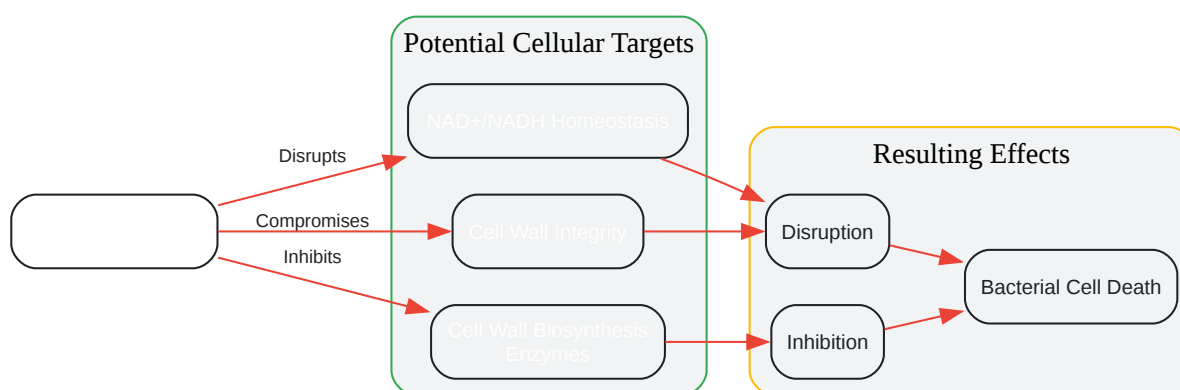 Potential Cellular Targets
NAD+/NADH Homeostasis
Disrupts
Resulting Effects
Compromises
Cell Wall Integrity
Disruption
Inhibits
Bacterial Cell Death
Cell Wall Biosynthesis
Enzymes
Inhibition